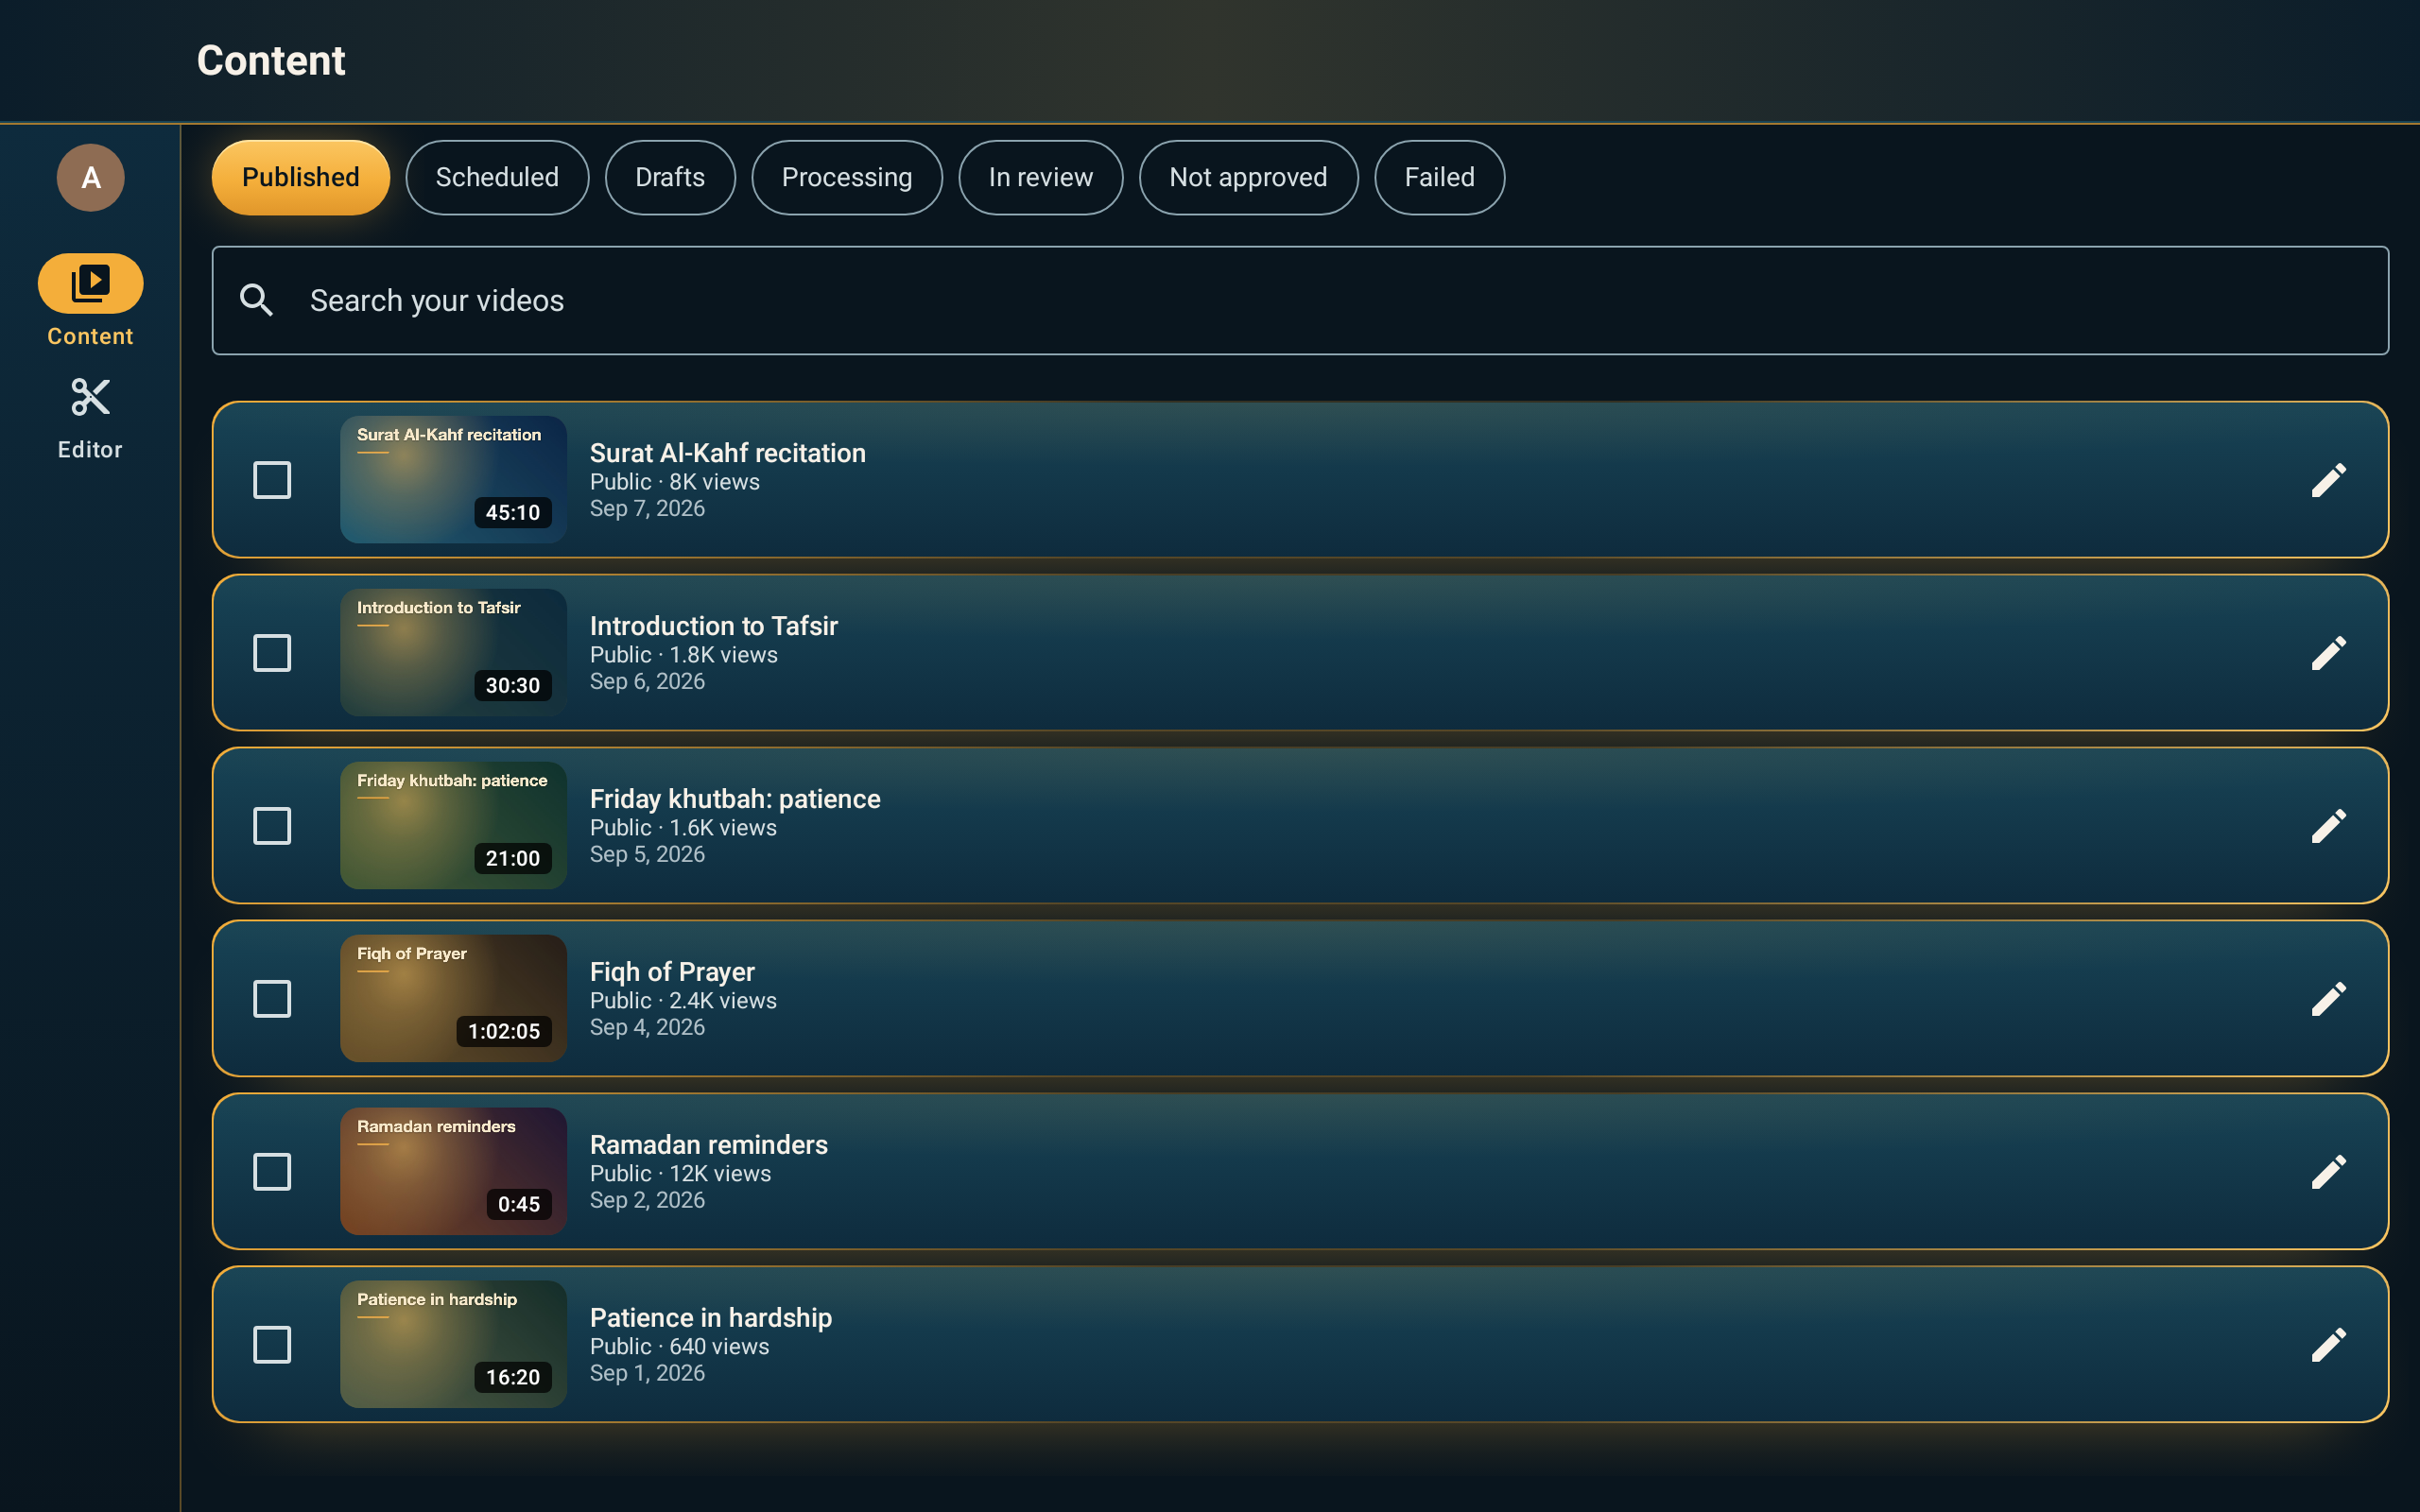 Content
A
Content
Editor
Published
Scheduled
Drafts
Processing
In review
Not approved
Failed
Search your videos
Surat Al-Kahf recitation
45:10
Surat Al-Kahf recitation
Public · 8K views
Sep 7, 2026
Introduction to Tafsir
30:30
Introduction to Tafsir
Public · 1.8K views
Sep 6, 2026
Friday khutbah: patience
21:00
Friday khutbah: patience
Public · 1.6K views
Sep 5, 2026
Fiqh of Prayer
1:02:05
Fiqh of Prayer
Public · 2.4K views
Sep 4, 2026
Ramadan reminders
0:45
Ramadan reminders
Public · 12K views
Sep 2, 2026
Patience in hardship
16:20
Patience in hardship
Public · 640 views
Sep 1, 2026